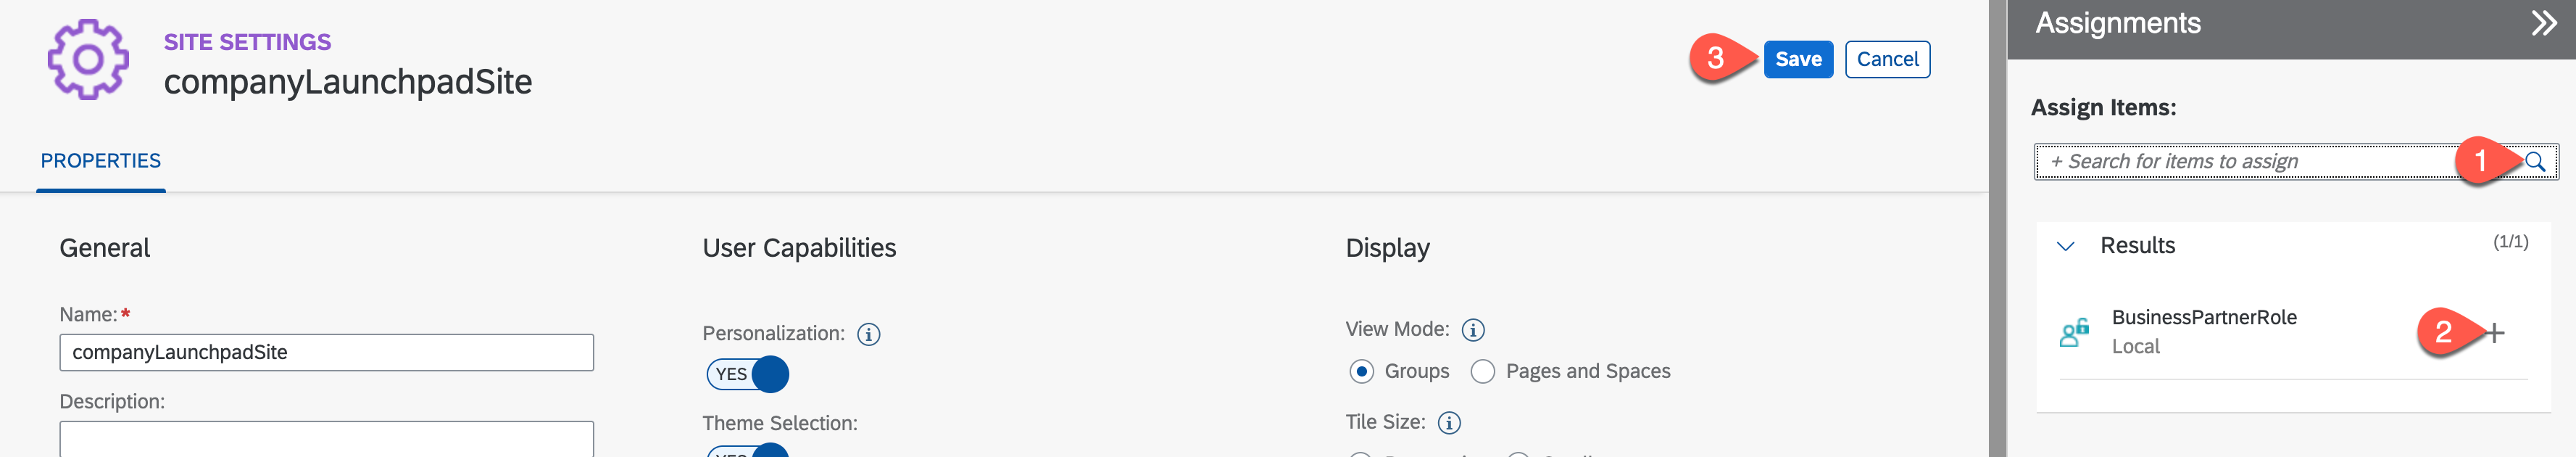 SITE SETTINGS
companyLaunchpadSite
3
Save
Cancel
PROPERTIES
General
Name:*
companyLaunchpadSite
Description:
User Capabilities
Personalization:
YES
Theme Selection:
Display
View Mode:
Groups
Pages and Spaces
Tile Size:
Assignments
Assign Items:
+ Search for items to assign
1
Results
(1/1)
BusinessPartnerRole
Local
2